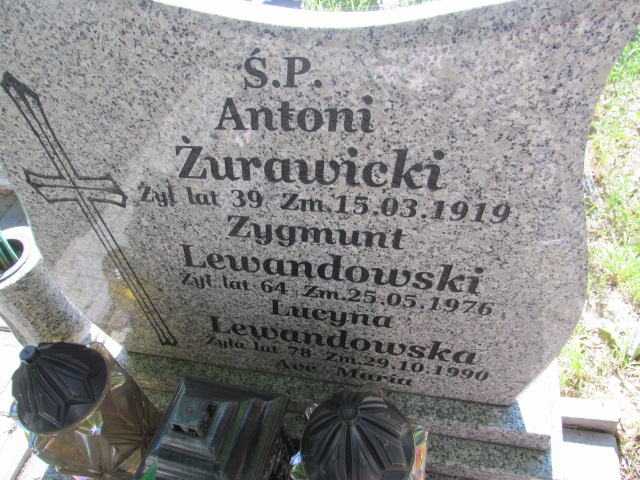 Ś.P.
Antoni
Żurawicki
Żył lat 39 Zm.15.03.1919
Zygmunt
Lewandowski
Żył lat 64 Zm.25.05.1976
Lucyna
Lewandowska
Żyła lat 78 Zm.29.10.1990
Ave Maria